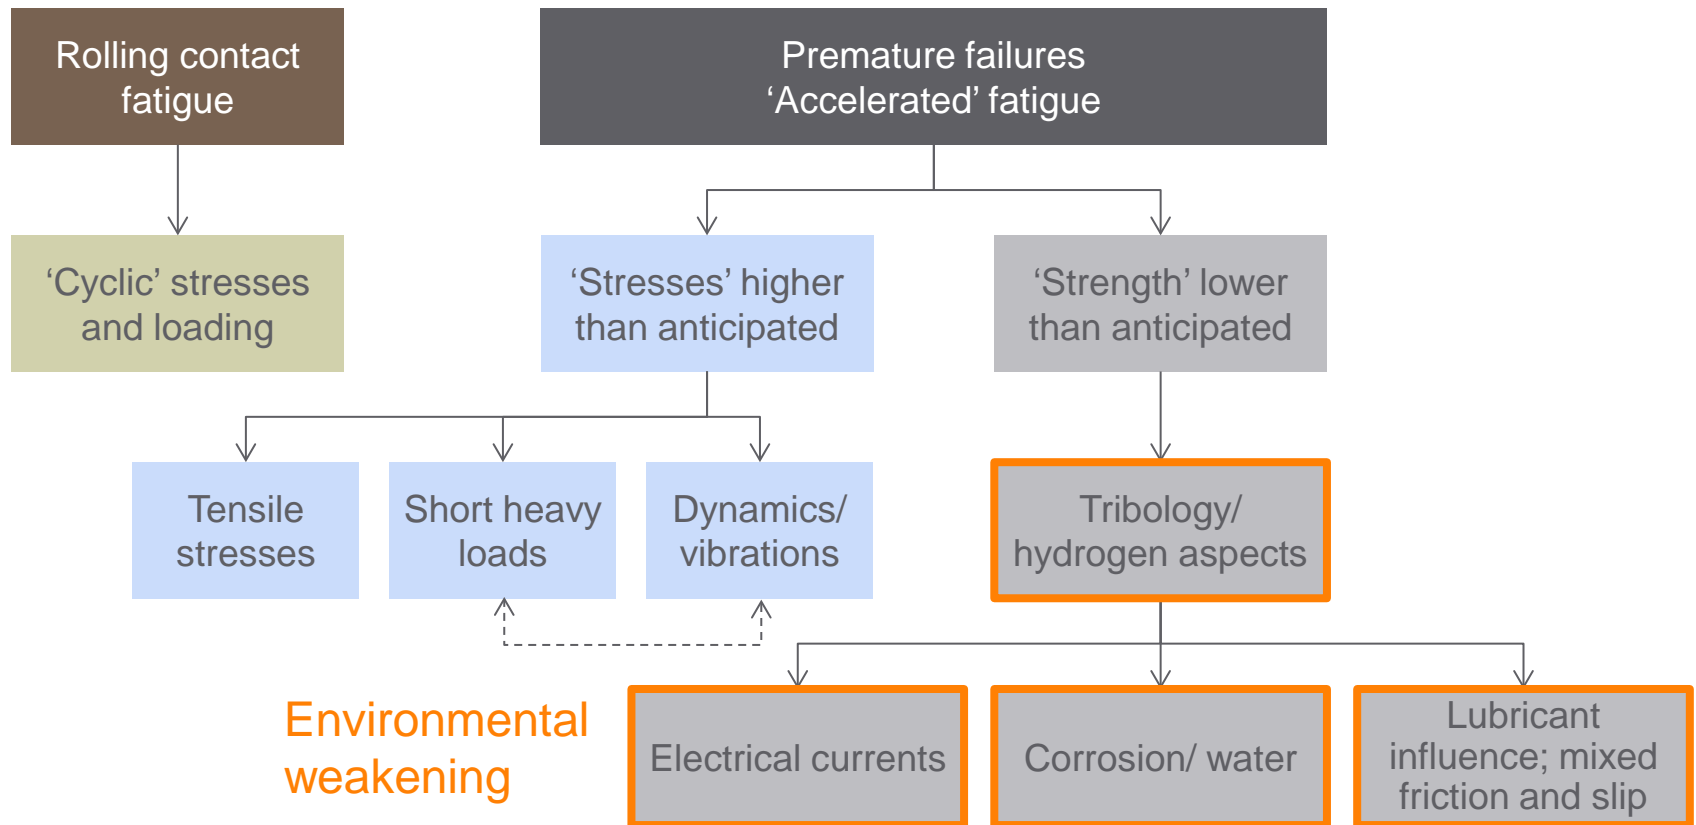 Rolling contact
fatigue
Premature failures
‘Accelerated’ fatigue
‘Cyclic’ stresses
and loading
‘Stresses’ higher
than anticipated
‘Strength’ lower
than anticipated
Tensile
stresses
Short heavy
loads
Dynamics/
vibrations
Tribology/
hydrogen aspects
Environmental
weakening
Electrical currents
Corrosion/ water
Lubricant
influence; mixed
friction and slip